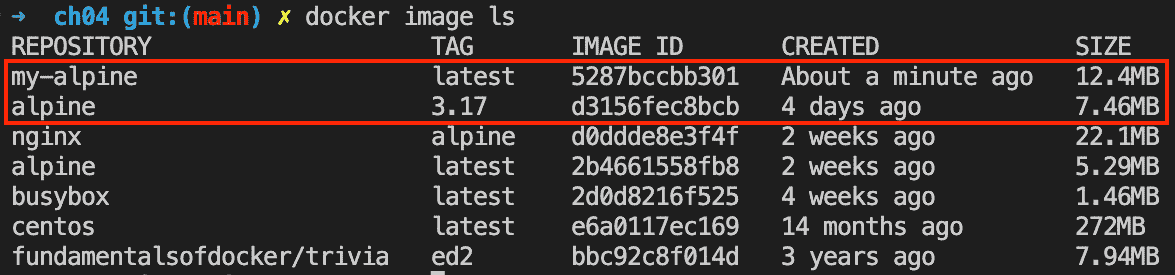 ➜ ch04 git:(main) ✗ docker image ls
REPOSITORY TAG IMAGE ID CREATED SIZE
my-alpine latest 5287bccbb301 About a minute ago 12.4MB
alpine 3.17 d3156fec8bcb 4 days ago 7.46MB
nginx alpine d0ddde8e3f4f 2 weeks ago 22.1MB
alpine latest 2b4661558fb8 2 weeks ago 5.29MB
busybox latest 2d0d8216f525 4 weeks ago 1.46MB
centos latest e6a0117ec169 14 months ago 272MB
fundamentalsofdocker/trivia ed2 bbc92c8f014d 3 years ago 7.94MB